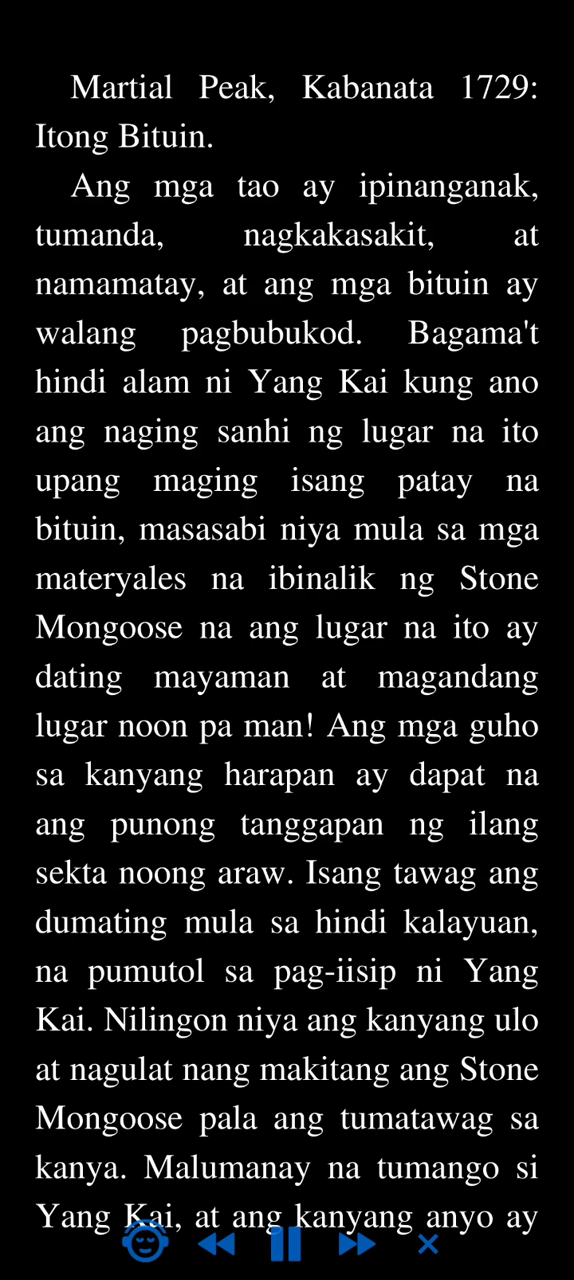 Martial Peak, Kabanata 1729:
Itong Bituin.
Ang mga tao ay ipinanganak,
tumanda, nagkakasakit, at
namamatay, at ang mga bituin ay
walang pagbubukod. Bagama't
hindi alam ni Yang Kai kung ano
ang naging sanhi ng lugar na ito
upang maging isang patay na
bituin, masasabi niya mula sa mga
materyales na ibinalik ng Stone
Mongoose na ang lugar na ito ay
dating mayaman at magandang
lugar noon pa man! Ang mga guho
sa kanyang harapan ay dapat na
ang punong tanggapan ng ilang
sekta noong araw. Isang tawag ang
dumating mula sa hindi kalayuan,
na pumutol sa pag-iisip ni Yang
Kai. Nilingon niya ang kanyang ulo
at nagulat nang makitang ang Stone
Mongoose pala ang tumatawag sa
kanya. Malumanay na tumango si
Yang Kai, at ang kanyang anyo ay